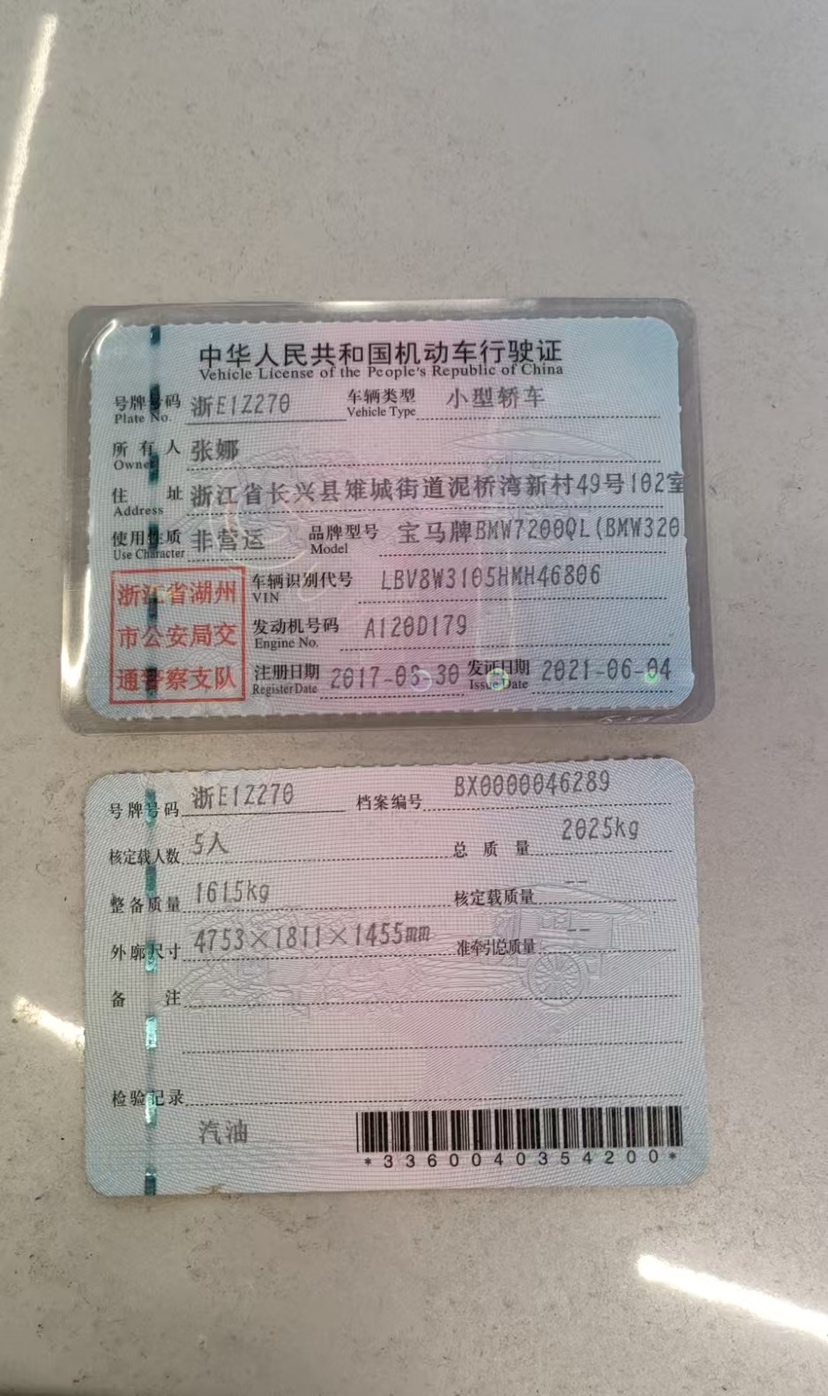 中华人民共和国机动车行驶证
Vehicle License of the People's Republic of China
号牌号码 浙E1Z270 车辆类型 小型轿车
Plate No. Vehicle Type
所有人 张娜
Owner
住址 浙江省长兴县雉城街道泥桥湾新村49号102室
Address
使用性质 非营运 品牌型号 宝马牌BMW7200QL(BMW320
Use Character Model
浙江省湖州
市公安局交
通警察支队
车辆识别代号 LBV8W3105HMH46806
VIN
发动机号码 A120D179
Engine No.
注册日期 2017-03-30 发证日期 2021-06-04
Register Date Issue Date
号牌号码 浙E1Z270 档案编号 BX0000046289
核定载人数 5人 总质量 2025kg
整备质量 1615kg 核定载质量 --
外廓尺寸 4753×1811×1455mm 准牵引总质量 --
备注
检验记录
汽油
*3360040354200*